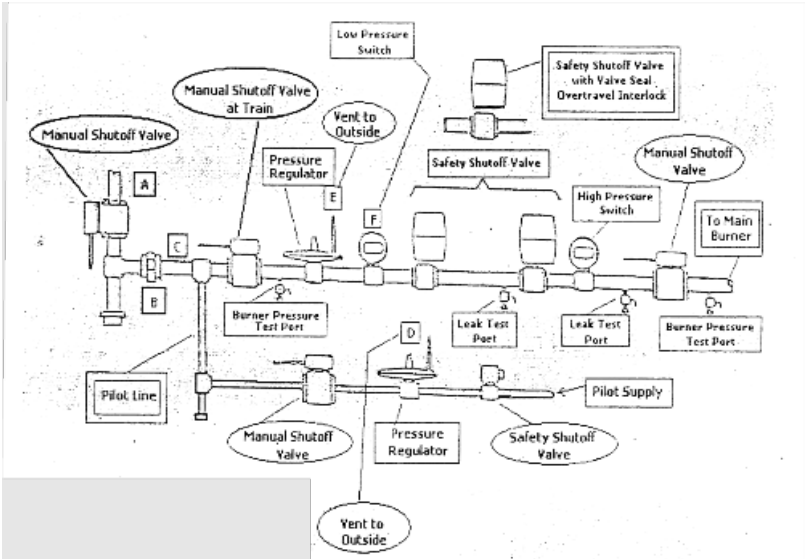 Low Pressure
Switch
Safety Shutoff Valve
with Valve Seal
Overtravel Interlock
Manual Shutoff Valve
at Train
Vent to
Outside
Manual Shutoff Valve
Pressure
Regulator
Safety Shutoff Valve
Manual Shutoff
Valve
A
E
F
High Pressure
Switch
To Main
Burner
C
B
Burner Pressure
Test Port
D
Leak Test
Port
Leak Test
Port
Burner Pressure
Test Port
Pilot Line
Pilot Supply
Manual Shutoff
Valve
Pressure
Regulator
Safety Shutoff
Valve
Vent to
Outside